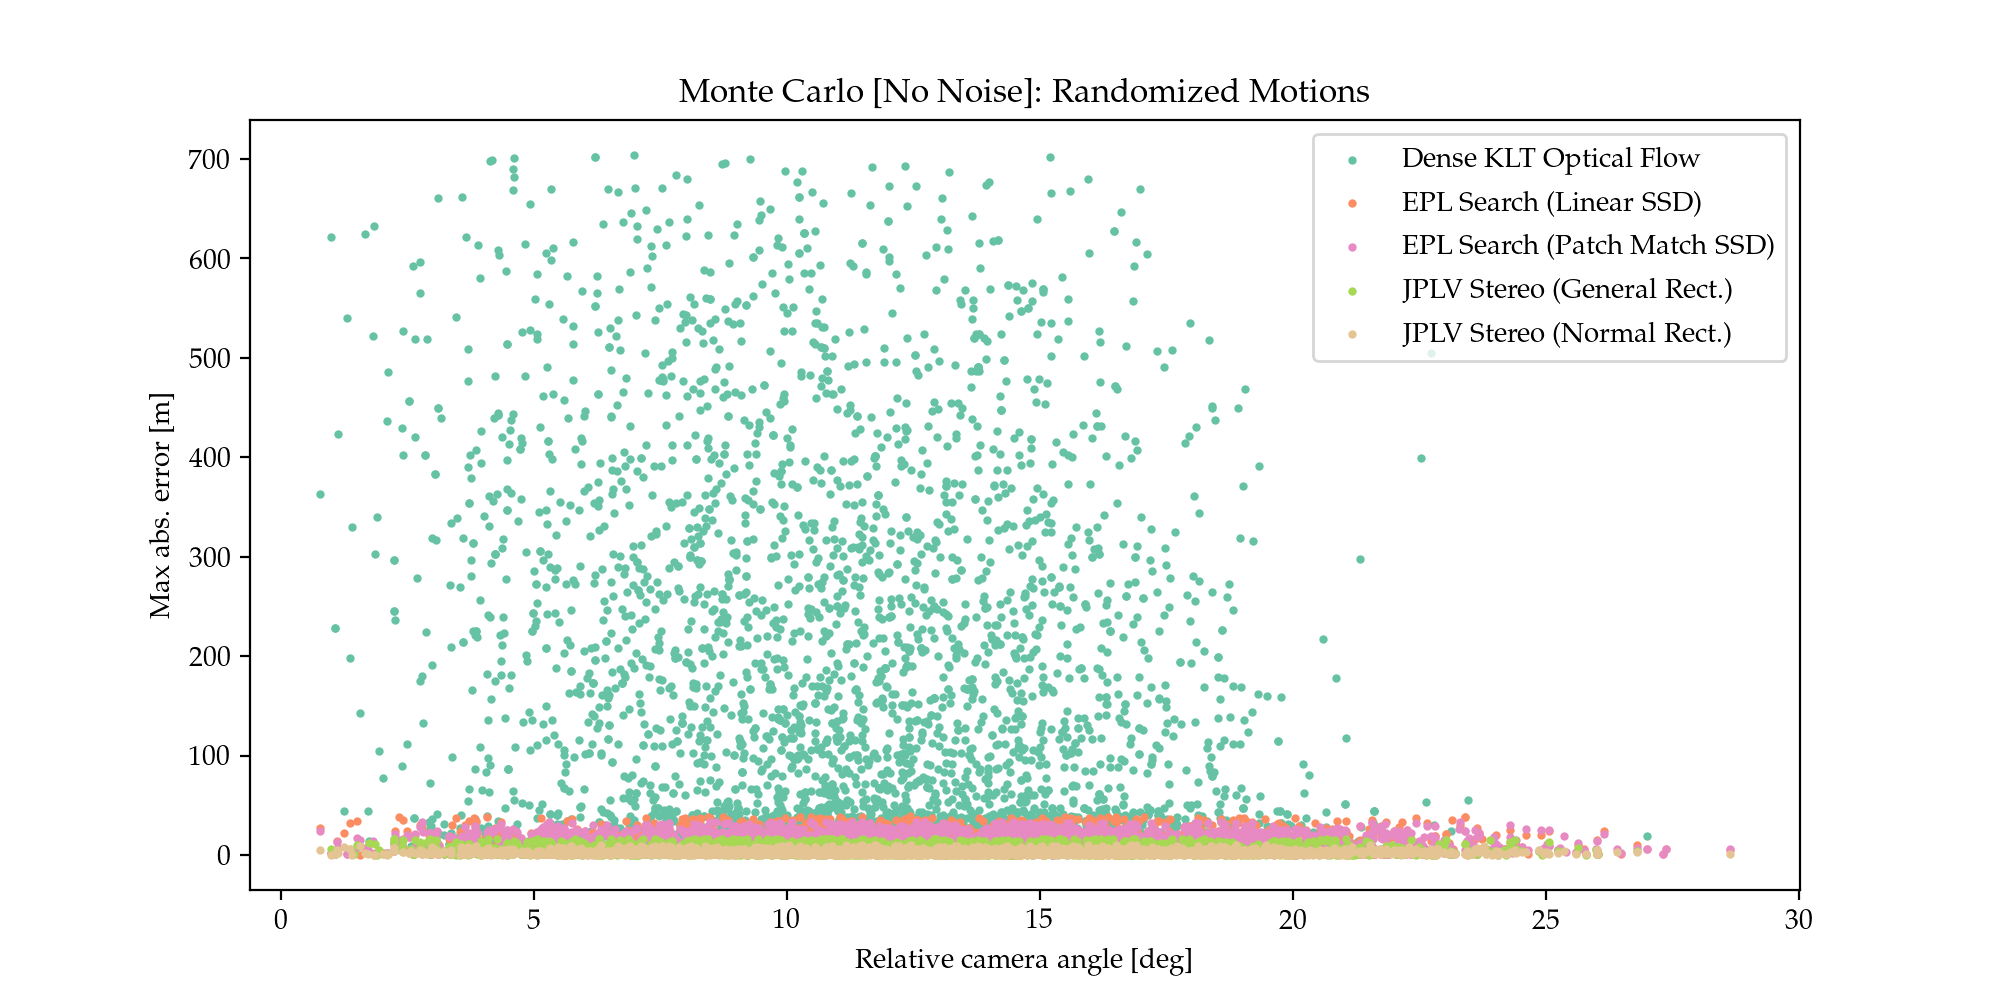 Monte Carlo [No Noise]: Randomized Motions
Dense KLT Optical Flow
EPL Search (Linear SSD)
EPL Search (Patch Match SSD)
JPLV Stereo (General Rect.)
JPLV Stereo (Normal Rect.)
Max abs. error [m]
700
600
500
400
300
200
100
0
0 5 10 15 20 25 30
Relative camera angle [deg]